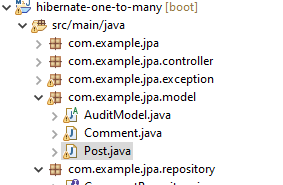 hibernate-one-to-many [boot]
src/main/java
com.example.jpa
com.example.jpa.controller
com.example.jpa.exception
com.example.jpa.model
AuditModel.java
Comment.java
Post.java
com.example.jpa.repository